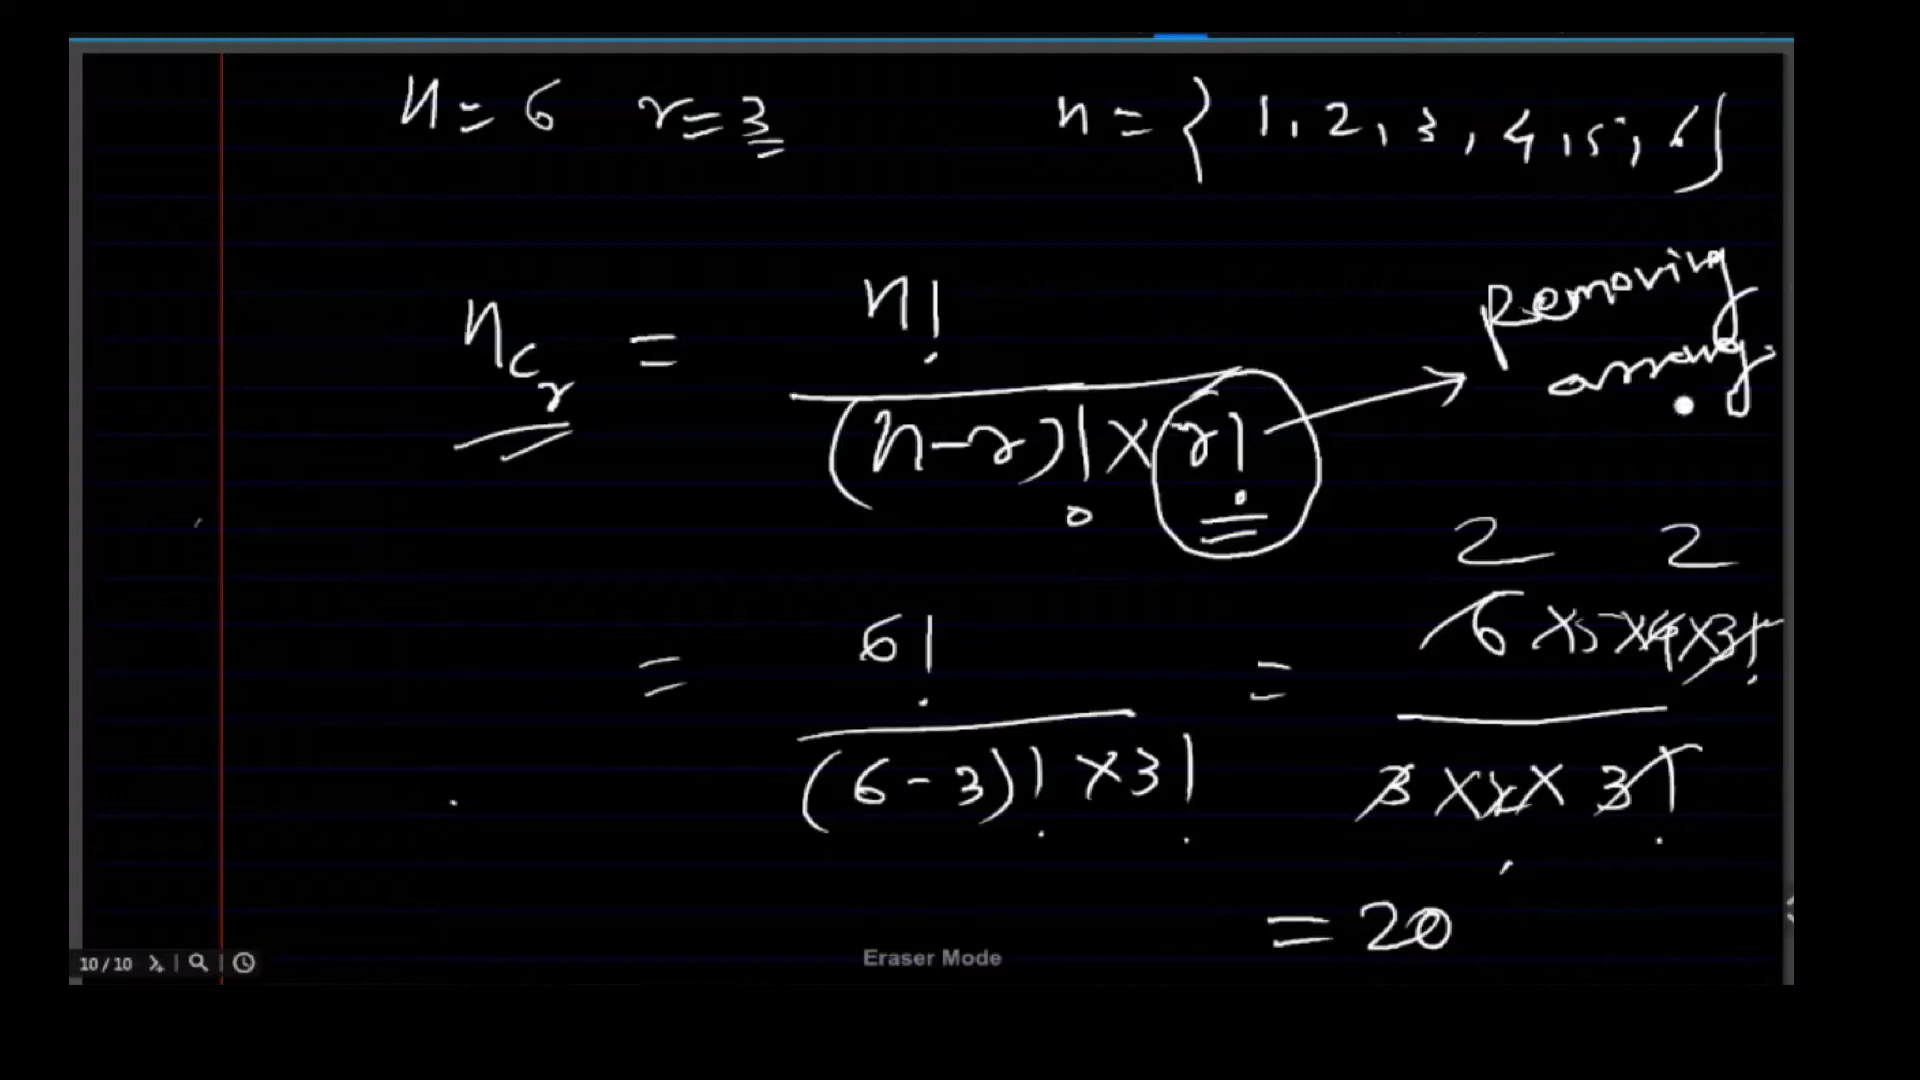 n = 6 r = 3 n = { 1, 2, 3, 4, 5, 6}
nCr = n! / (n-r)! × r! → Removing
arrang.
2 2
= 6! / (6-3)! × 3! = 6×5×4×3! / 3×2×3!
= 20
10/10
Eraser Mode